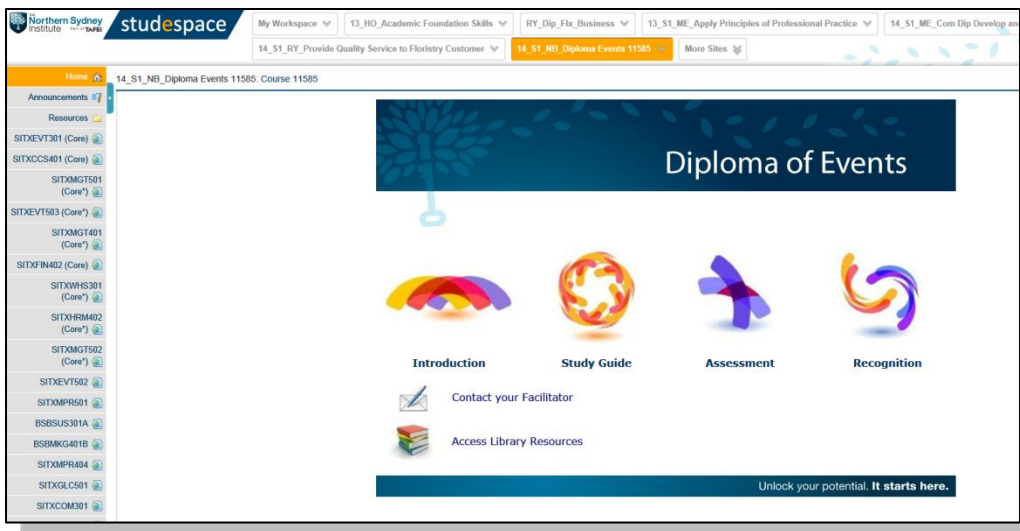 THE
Northern Sydney
Institute Part of TAFE
studespace
My Workspace
13_HO_Academic Foundation Skills
RY_Dip_Flx_Business
13_S1_ME_Apply Principles of Professional Practice
14_S1_ME_Com Dip Develop an
14_S1_RY_Provide Quality Service to Floristry Customer
14_S1_NB_Diploma Events 11585
More Sites
Home
Announcements
Resources
SITXEVT301 (Core)
SITXCCS401 (Core)
SITXMGT501
(Core*)
SITXEVT503 (Core*)
SITXMGT401
(Core*)
SITXFIN402 (Core)
SITXWHS301
(Core*)
SITXHRM402
(Core*)
SITXMGT502
(Core*)
SITXEVT502
SITXMPR501
BSBSUS301A
BSBMKG401B
SITXMPR404
SITXGLC501
SITXCOM301
14_S1_NB_Diploma Events 11585: Course 11585
Diploma of Events
Introduction
Study Guide
Assessment
Recognition
Contact your Facilitator
Access Library Resources
Unlock your potential. It starts here.